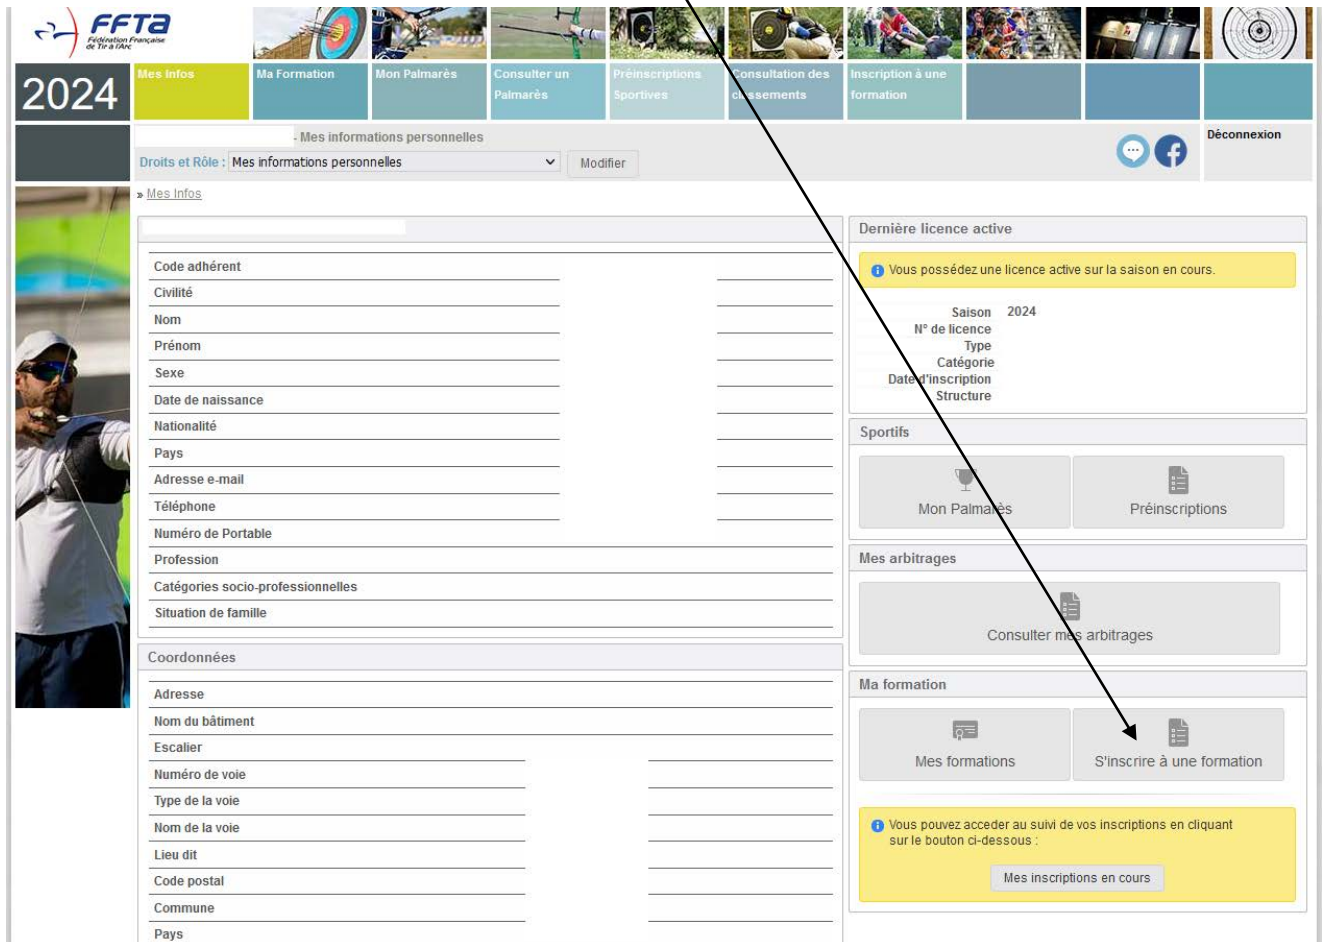 FFTa
Fédération Française
de Tir à l'Arc
2024
Mes Infos
Ma Formation
Mon Palmarès
Consulter un
Palmarès
Préinscriptions
Sportives
Consultation des
classements
Inscription à une
formation
- Mes informations personnelles
Droits et Rôle : Mes informations personnelles
Modifier
Déconnexion
» Mes Infos
Code adhérent
Civilité
Nom
Prénom
Sexe
Date de naissance
Nationalité
Pays
Adresse e-mail
Téléphone
Numéro de Portable
Profession
Catégories socio-professionnelles
Situation de famille
Coordonnées
Adresse
Nom du bâtiment
Escalier
Numéro de voie
Type de la voie
Nom de la voie
Lieu dit
Code postal
Commune
Pays
Dernière licence active
Vous possédez une licence active sur la saison en cours.
Saison 2024
N° de licence
Type
Catégorie
Date d'inscription
Structure
Sportifs
Mon Palmarès
Préinscriptions
Mes arbitrages
Consulter mes arbitrages
Ma formation
Mes formations
S'inscrire à une formation
Vous pouvez acceder au suivi de vos inscriptions en cliquant
sur le bouton ci-dessous :
Mes inscriptions en cours